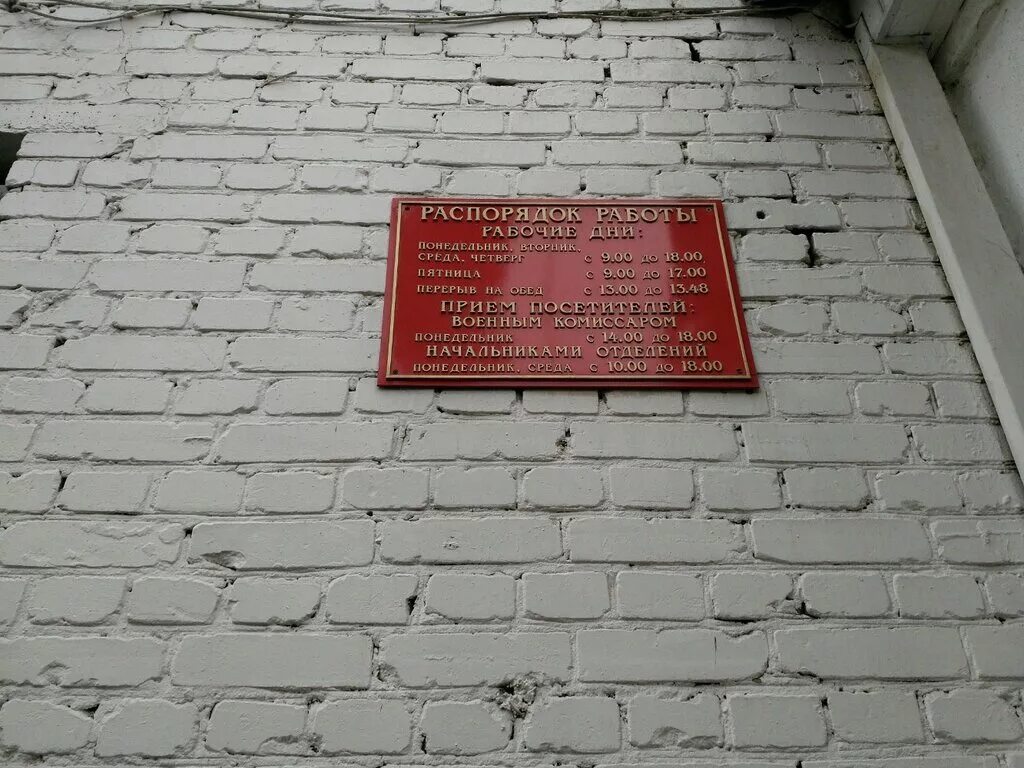 РАСПОРЯДОК РАБОТЫ
РАБОЧИЕ ДНИ:
ПОНЕДЕЛЬНИК, ВТОРНИК,
СРЕДА, ЧЕТВЕРГ С 9.00 ДО 18.00,
ПЯТНИЦА С 9.00 ДО 17.00
ПЕРЕРЫВ НА ОБЕД С 13.00 ДО 13.48
ПРИЕМ ПОСЕТИТЕЛЕЙ:
ВОЕННЫМ КОМИССАРОМ
ПОНЕДЕЛЬНИК С 14.00 ДО 18.00
НАЧАЛЬНИКАМИ ОТДЕЛЕНИЙ
ПОНЕДЕЛЬНИК, СРЕДА С 10.00 ДО 18.00